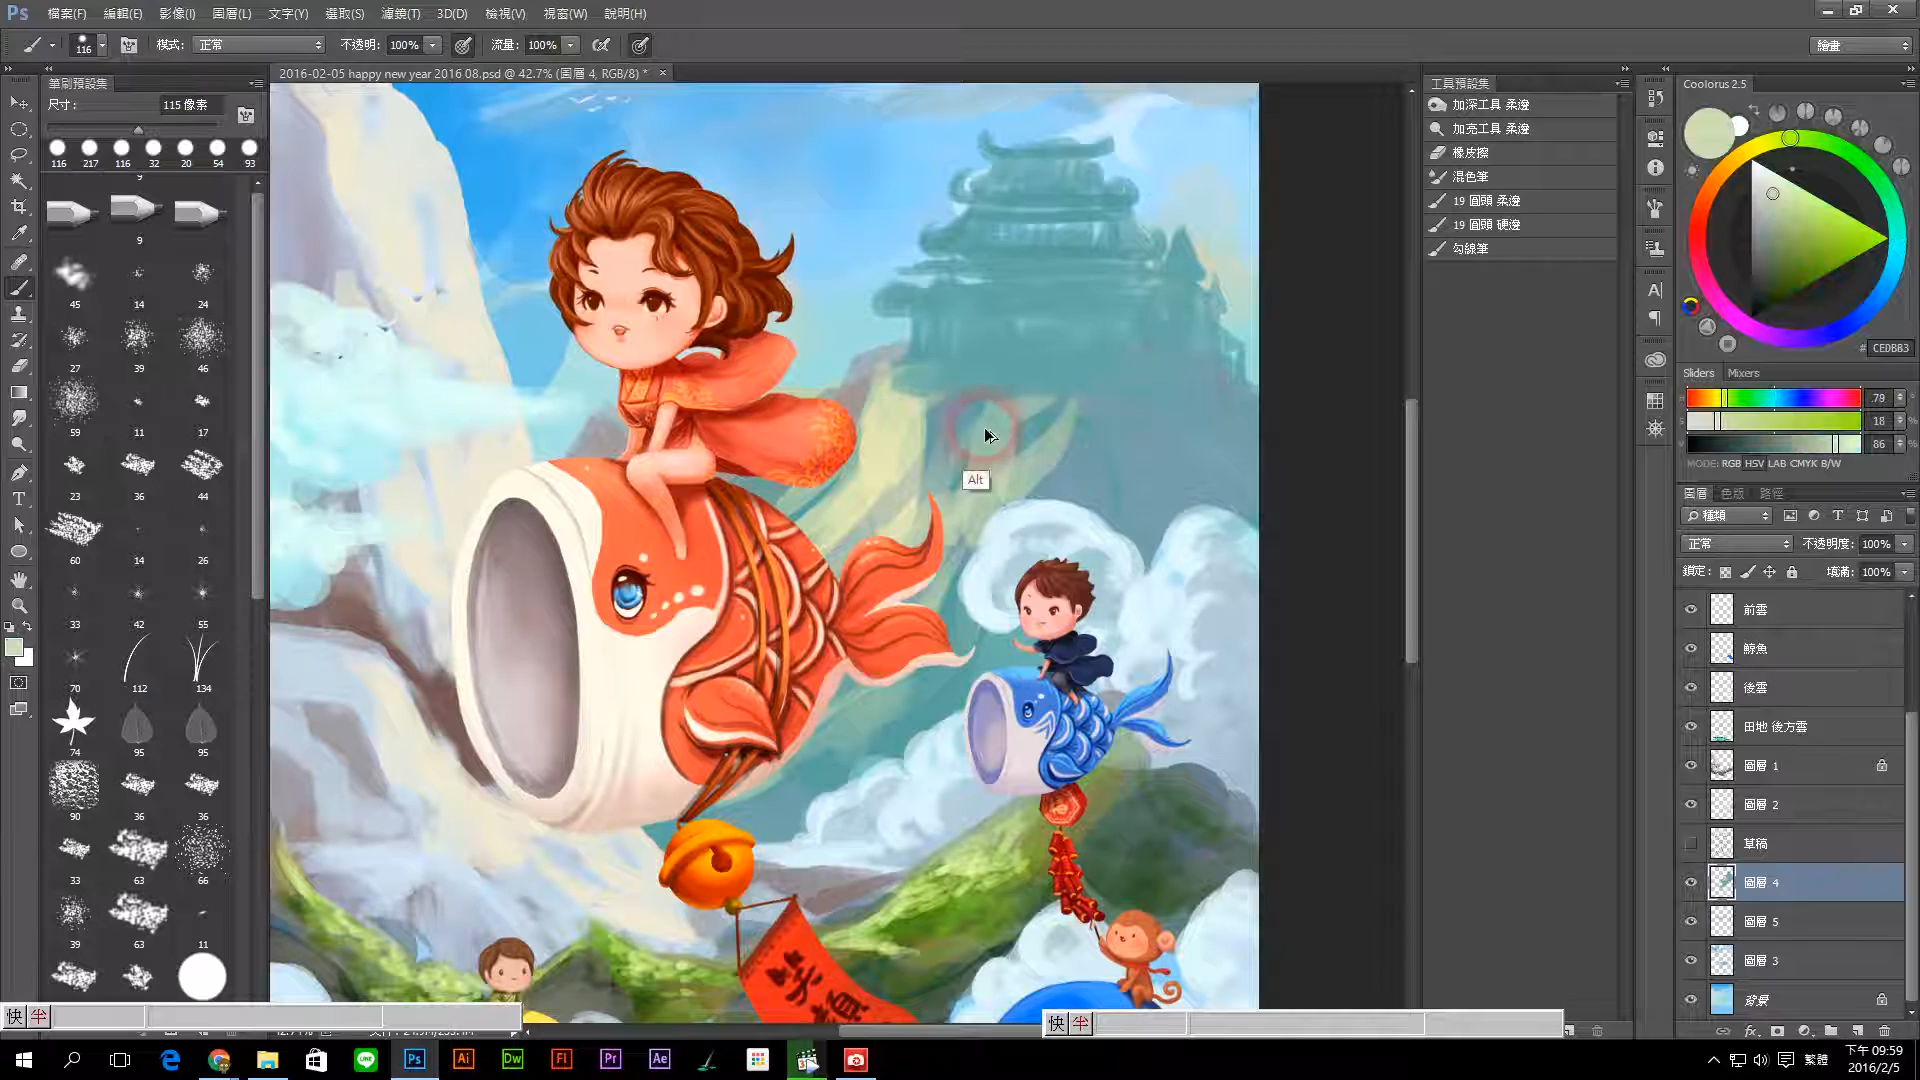 Ps 檔案(F) 編輯(E) 影像(I) 圖層(L) 文字(Y) 選取(S) 濾鏡(T) 3D(D) 檢視(V) 視窗(W) 說明(H)
116 模式: 正常 不透明: 100% 流量: 100% 繪畫
2016-02-05 happy new year 2016 08.psd @ 42.7% (圖層 4, RGB/8) *
筆刷預設集
尺寸: 115 像素
116 217 116 32 20 54 93
9
9
45 14 24
27 39 46
59 11 17
23 36 44
60 14 26
33 42 55
70 112 134
74 95 95
90 36 36
33 63 66
39 63 11
Alt
工具預設集
加深工具 柔邊
加亮工具 柔邊
橡皮擦
混色筆
19 圓頭 柔邊
19 圓頭 硬邊
勾線筆
Coolorus 2.5
# CEDBB3
Sliders Mixers
H 79 °
S 18 %
V 86 %
MODE: RGB HSV LAB CMYK B/W
圖層 色版 路徑
種類
正常 不透明度: 100%
鎖定: 填滿: 100%
前雲
鯨魚
後雲
田地 後方雲
圖層 1
圖層 2
草稿
圖層 4
圖層 5
圖層 3
背景
快 半
快 半
Ps Ai Dw Fl Pr Ae
LINE
繁體
下午 09:59
2016/2/5